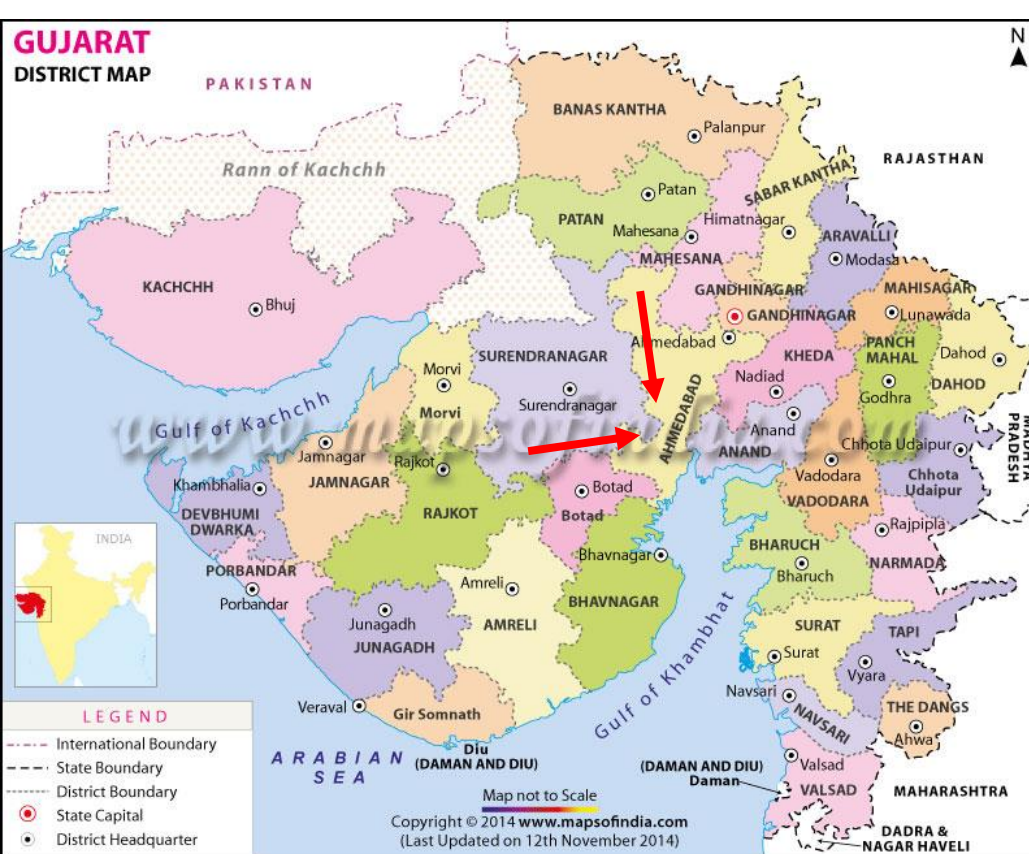 GUJARAT
DISTRICT MAP
N
PAKISTAN
BANAS KANTHA
Palanpur
RAJASTHAN
Rann of Kachchh
SABAR KANTHA
Patan
PATAN
Himatnagar
Mahesana
ARAVALLI
MAHESANA
Modasa
KACHCHH
GANDHINAGAR
MAHISAGAR
Bhuj
GANDHINAGAR
Lunawada
Ahmedabad
PANCH
MAHAL
SURENDRANAGAR
KHEDA
Dahod
Morvi
Nadiad
DAHOD
Surendranagar
Godhra
AHMEDABAD
Gulf of Kachchh
Morvi
www.mapsofindia.com
Anand
Chhota Udaipur
MADHYA
PRADESH
Jamnagar
Rajkot
ANAND
Vadodara
Khambhalia
JAMNAGAR
Botad
Chhota
Udaipur
VADODARA
DEVBHUMI
DWARKA
RAJKOT
Botad
Rajpipla
INDIA
BHARUCH
Bhavnagar
NARMADA
PORBANDAR
Amreli
Bharuch
Porbandar
BHAVNAGAR
Junagadh
AMRELI
SURAT
TAPI
JUNAGADH
Gulf of Khambhat
Surat
Vyara
Navsari
Veraval
Gir Somnath
NAVSARI
THE DANGS
Ahwa
LEGEND
International Boundary
State Boundary
District Boundary
State Capital
District Headquarter
ARABIAN
SEA
Diu
(DAMAN AND DIU)
(DAMAN AND DIU)
Daman
Valsad
VALSAD
MAHARASHTRA
Map not to Scale
Copyright © 2014 www.mapsofindia.com
(Last Updated on 12th November 2014)
DADRA &
NAGAR HAVELI